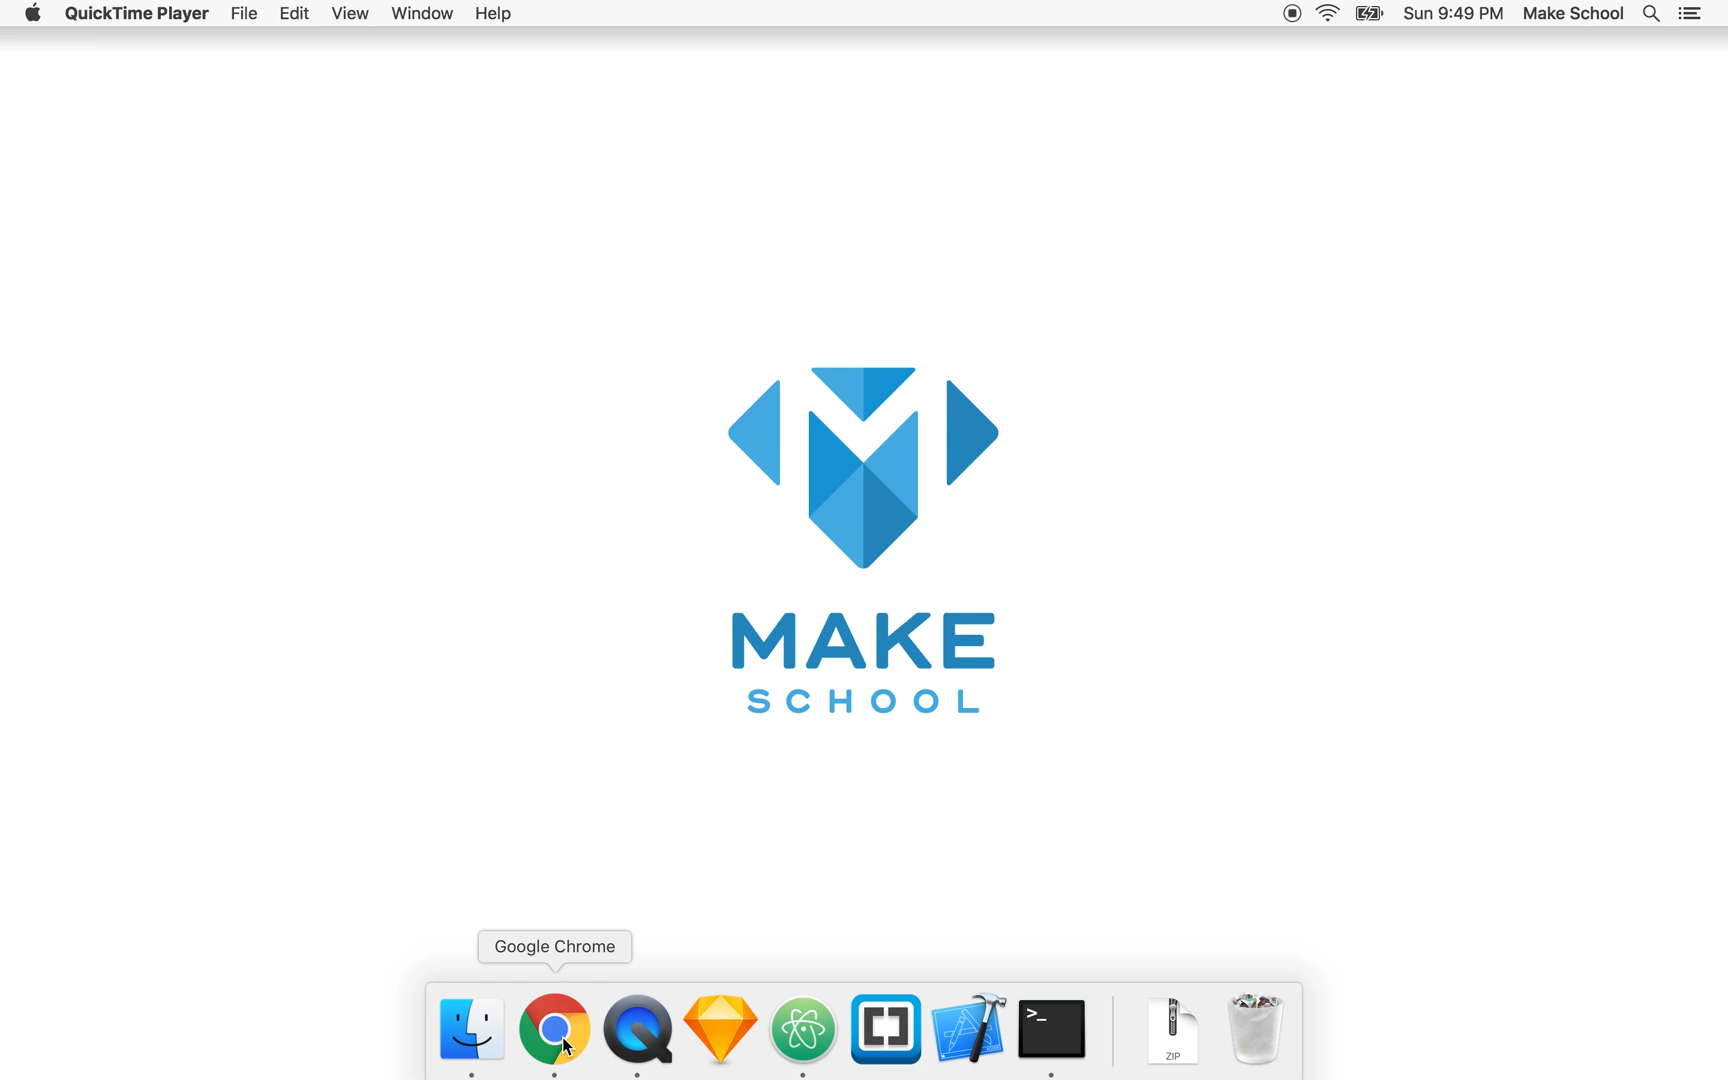 QuickTime Player File Edit View Window Help Sun 9:49 PM Make School
MAKE
SCHOOL
Google Chrome
>_
ZIP